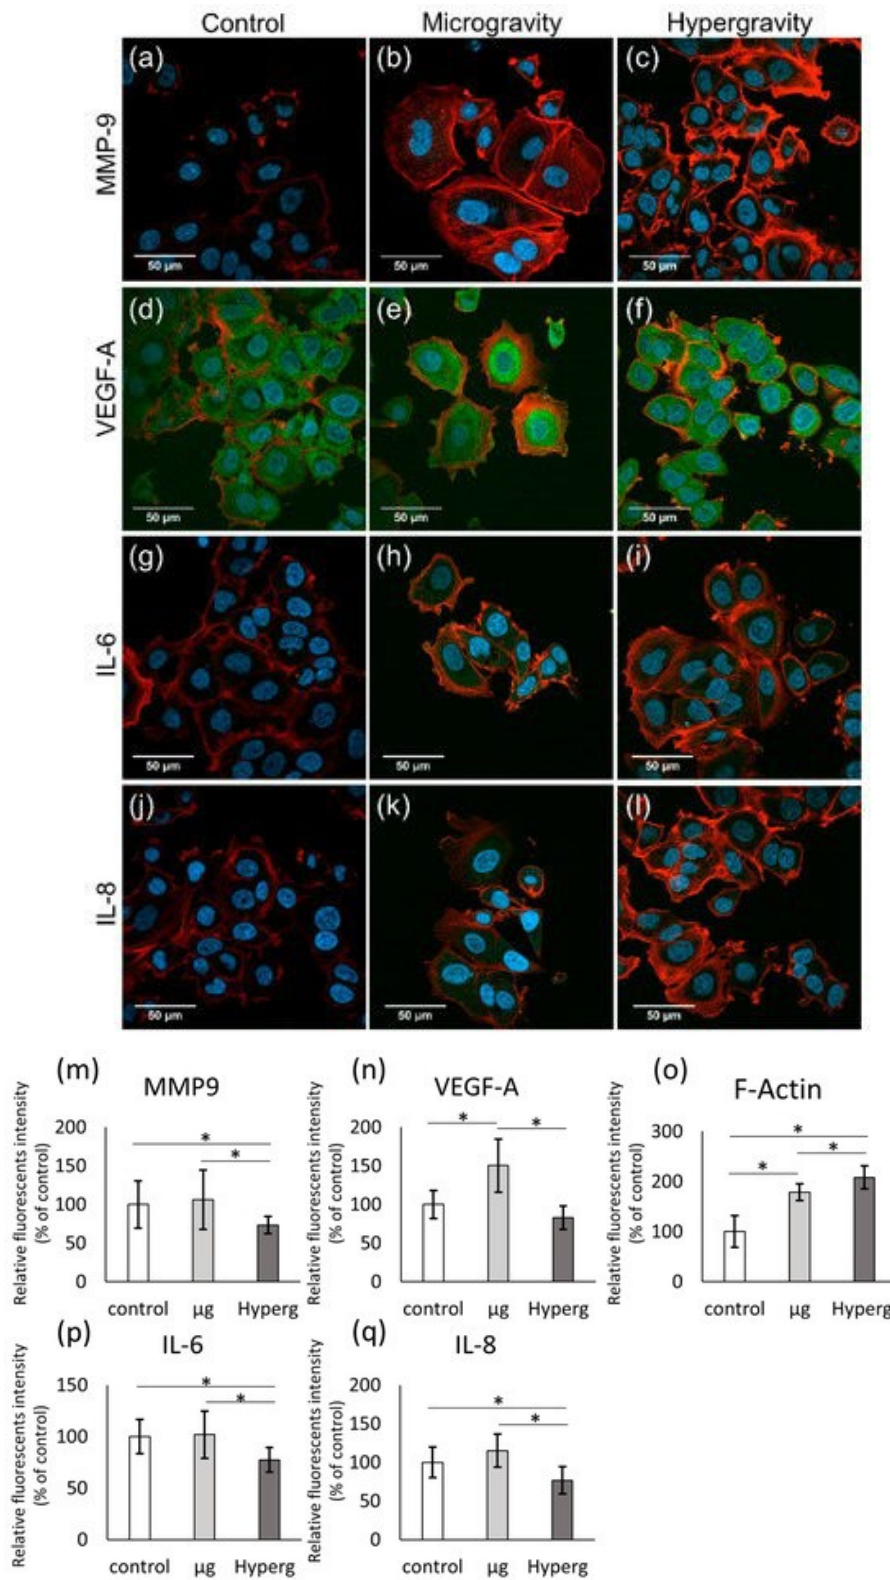 Control Microgravity Hypergravity
MMP-9
(a) (b) (c)
50 µm 50 µm 50 µm
VEGF-A
(d) (e) (f)
50 µm 50 µm 50 µm
IL-6
(g) (h) (i)
50 µm 50 µm 50 µm
IL-8
(j) (k) (l)
50 µm 50 µm 50 µm
(m) MMP9
Relative fluorescents intensity
(% of control)
200
150
100
50
0
* *
control µg Hyperg
(n) VEGF-A
Relative fluorescents intensity
(% of control)
200
150
100
50
0
* *
control µg Hyperg
(o) F-Actin
Relative fluorescents intensity
(% of control)
300
200
100
0
* * *
control µg Hyperg
(p) IL-6
Relative fluorescents intensity
(% of control)
150
100
50
0
* *
control µg Hyperg
(q) IL-8
Relative fluorescents intensity
(% of control)
200
150
100
50
0
* *
control µg Hyperg